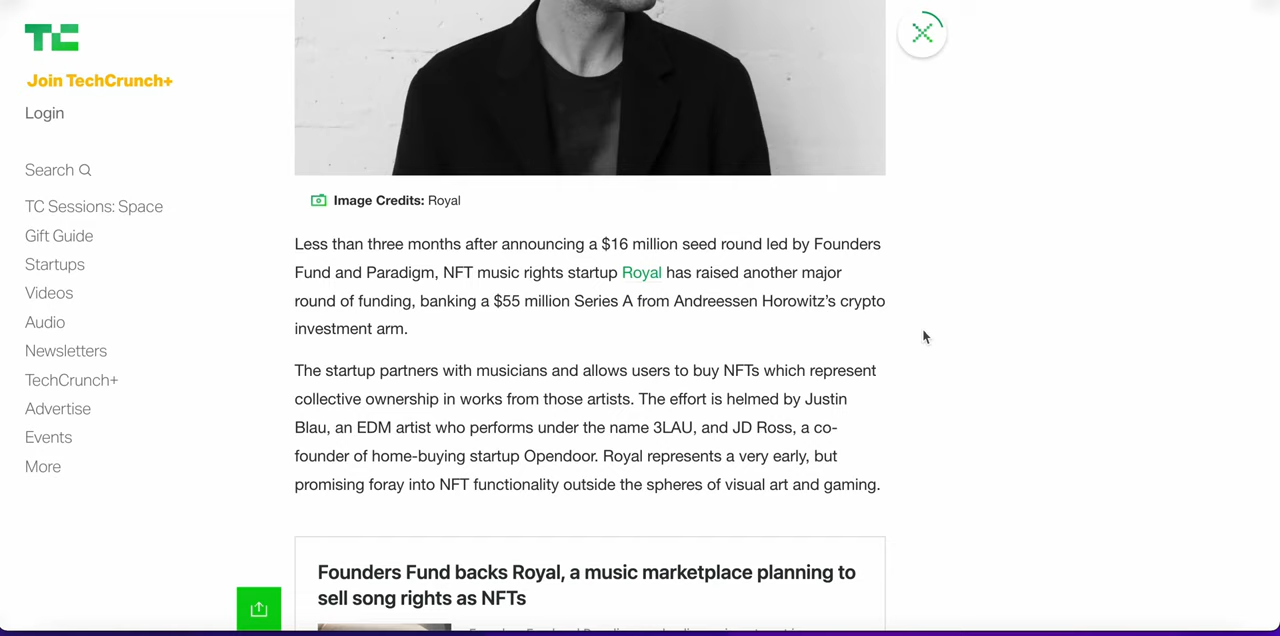 TC
Join TechCrunch+
Login
Search
TC Sessions: Space
Gift Guide
Startups
Videos
Audio
Newsletters
TechCrunch+
Advertise
Events
More
Image Credits: Royal
Less than three months after announcing a $16 million seed round led by Founders
Fund and Paradigm, NFT music rights startup Royal has raised another major
round of funding, banking a $55 million Series A from Andreessen Horowitz’s crypto
investment arm.
The startup partners with musicians and allows users to buy NFTs which represent
collective ownership in works from those artists. The effort is helmed by Justin
Blau, an EDM artist who performs under the name 3LAU, and JD Ross, a co-
founder of home-buying startup Opendoor. Royal represents a very early, but
promising foray into NFT functionality outside the spheres of visual art and gaming.
Founders Fund backs Royal, a music marketplace planning to
sell song rights as NFTs